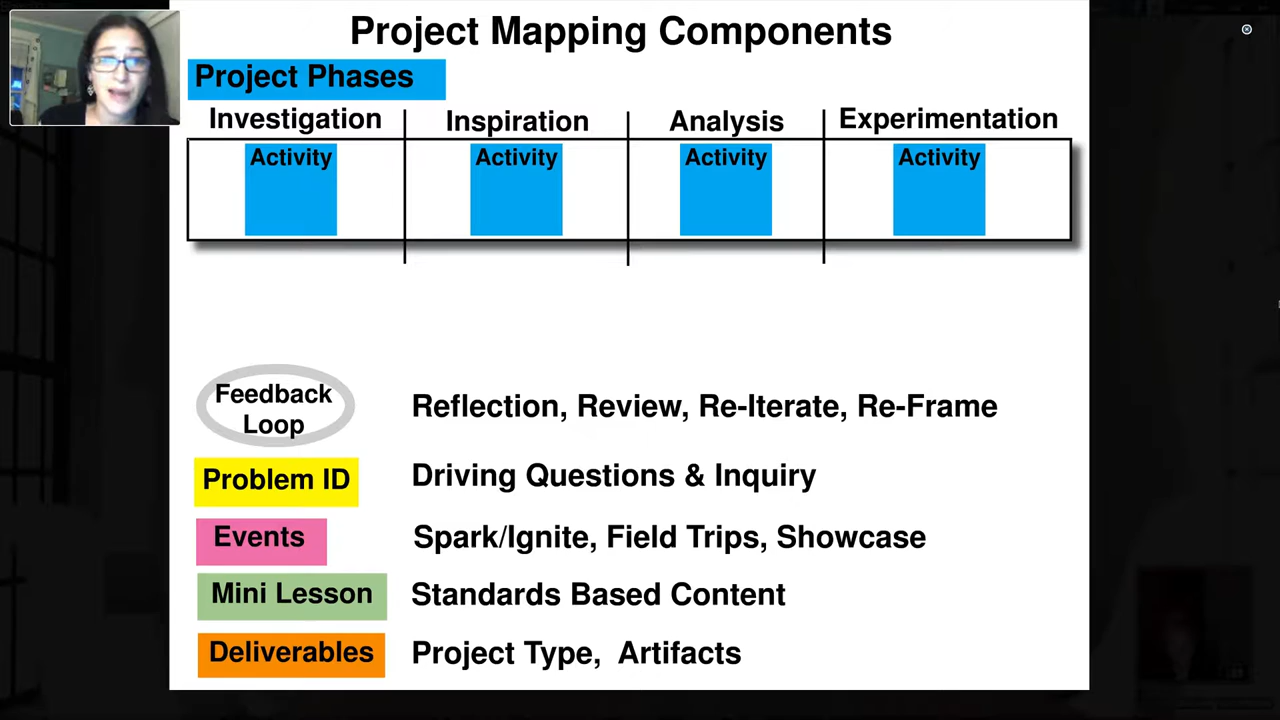 Project Mapping Components
Project Phases
Investigation Inspiration Analysis Experimentation
Activity Activity Activity Activity
Feedback Loop Reflection, Review, Re-Iterate, Re-Frame
Problem ID Driving Questions & Inquiry
Events Spark/Ignite, Field Trips, Showcase
Mini Lesson Standards Based Content
Deliverables Project Type, Artifacts